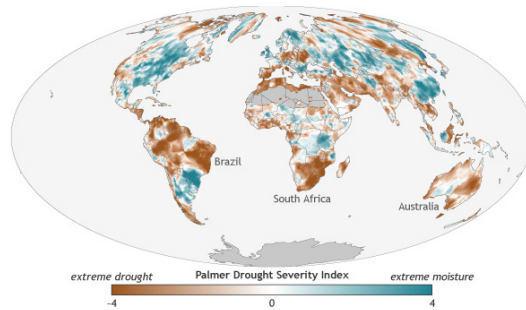 Brazil
South Africa
Australia
extreme drought Palmer Drought Severity Index extreme moisture
-4 0 4